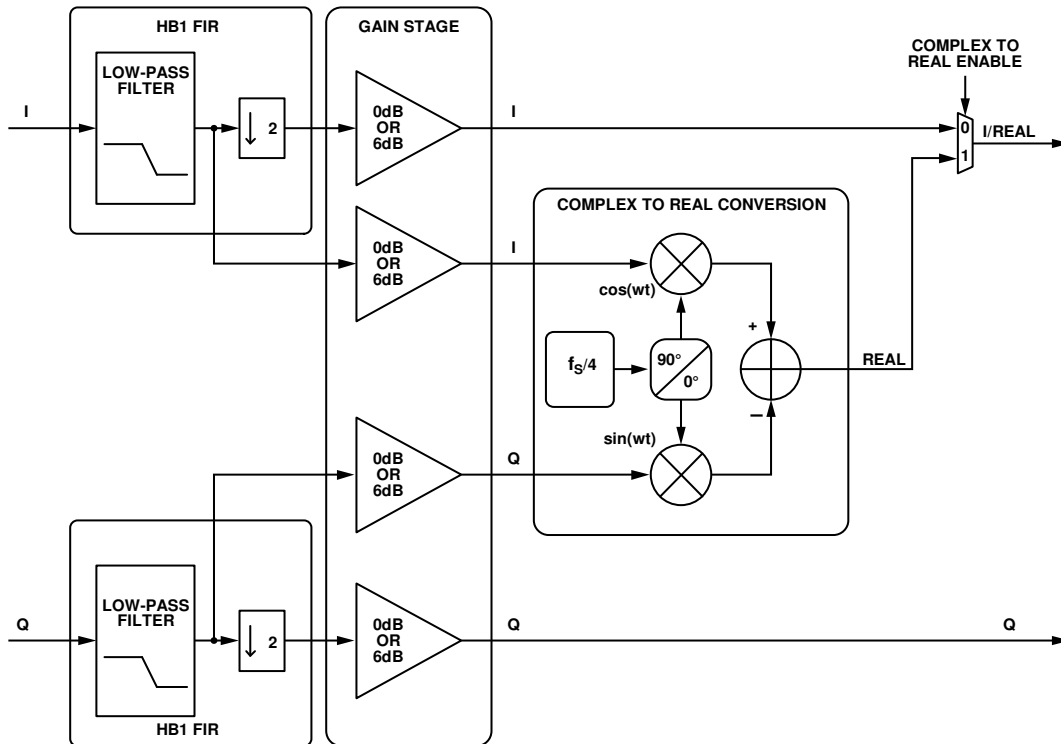 HB1 FIR
GAIN STAGE
LOW-PASS
FILTER
I
2
0dB
OR
6dB
I
COMPLEX TO
REAL ENABLE
0
1
I/REAL
0dB
OR
6dB
I
COMPLEX TO REAL CONVERSION
cos(wt)
fS/4
90°
0°
+
–
REAL
sin(wt)
0dB
OR
6dB
Q
Q
LOW-PASS
FILTER
2
0dB
OR
6dB
Q
Q
HB1 FIR